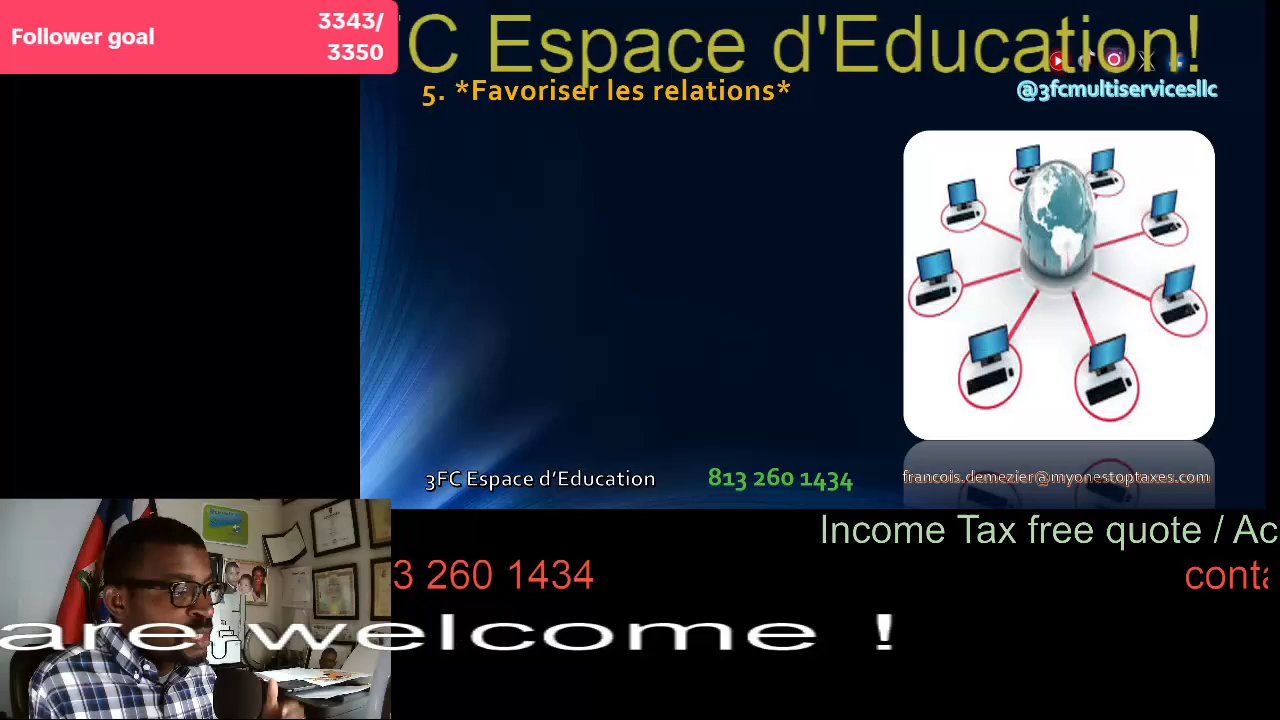 Follower goal
3343/
3350
FC Espace d'Education!
5. *Favoriser les relations*
@3fcmultiservicesllc
3FC Espace d'Education
813 260 1434
francois.demezier@myonestoptaxes.com
Income Tax free quote / Ac
3 260 1434
conta
are welcome !